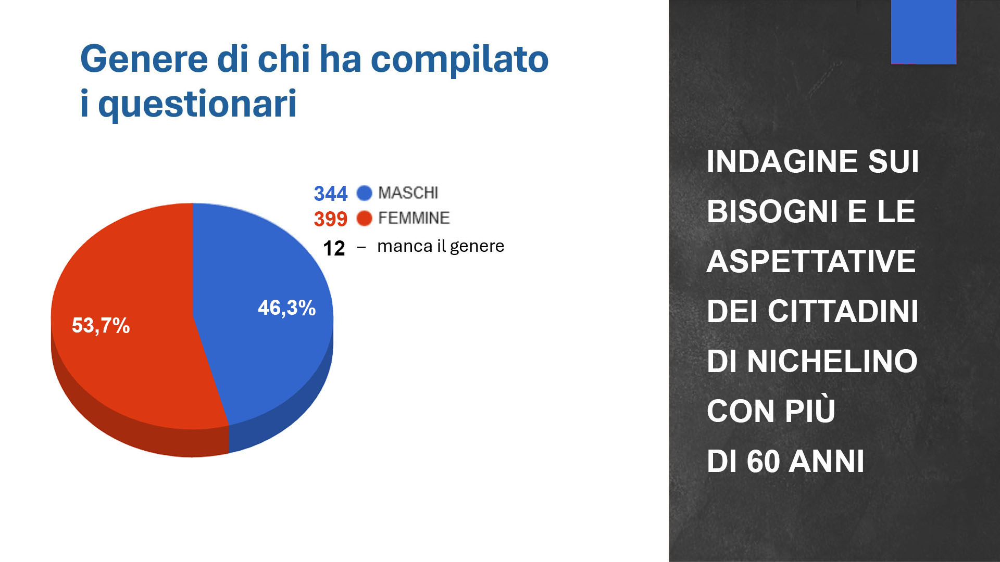 Genere di chi ha compilato
i questionari
344 MASCHI
399 FEMMINE
12 – manca il genere
53,7%
46,3%
INDAGINE SUI
BISOGNI E LE
ASPETTATIVE
DEI CITTADINI
DI NICHELINO
CON PIÙ
DI 60 ANNI